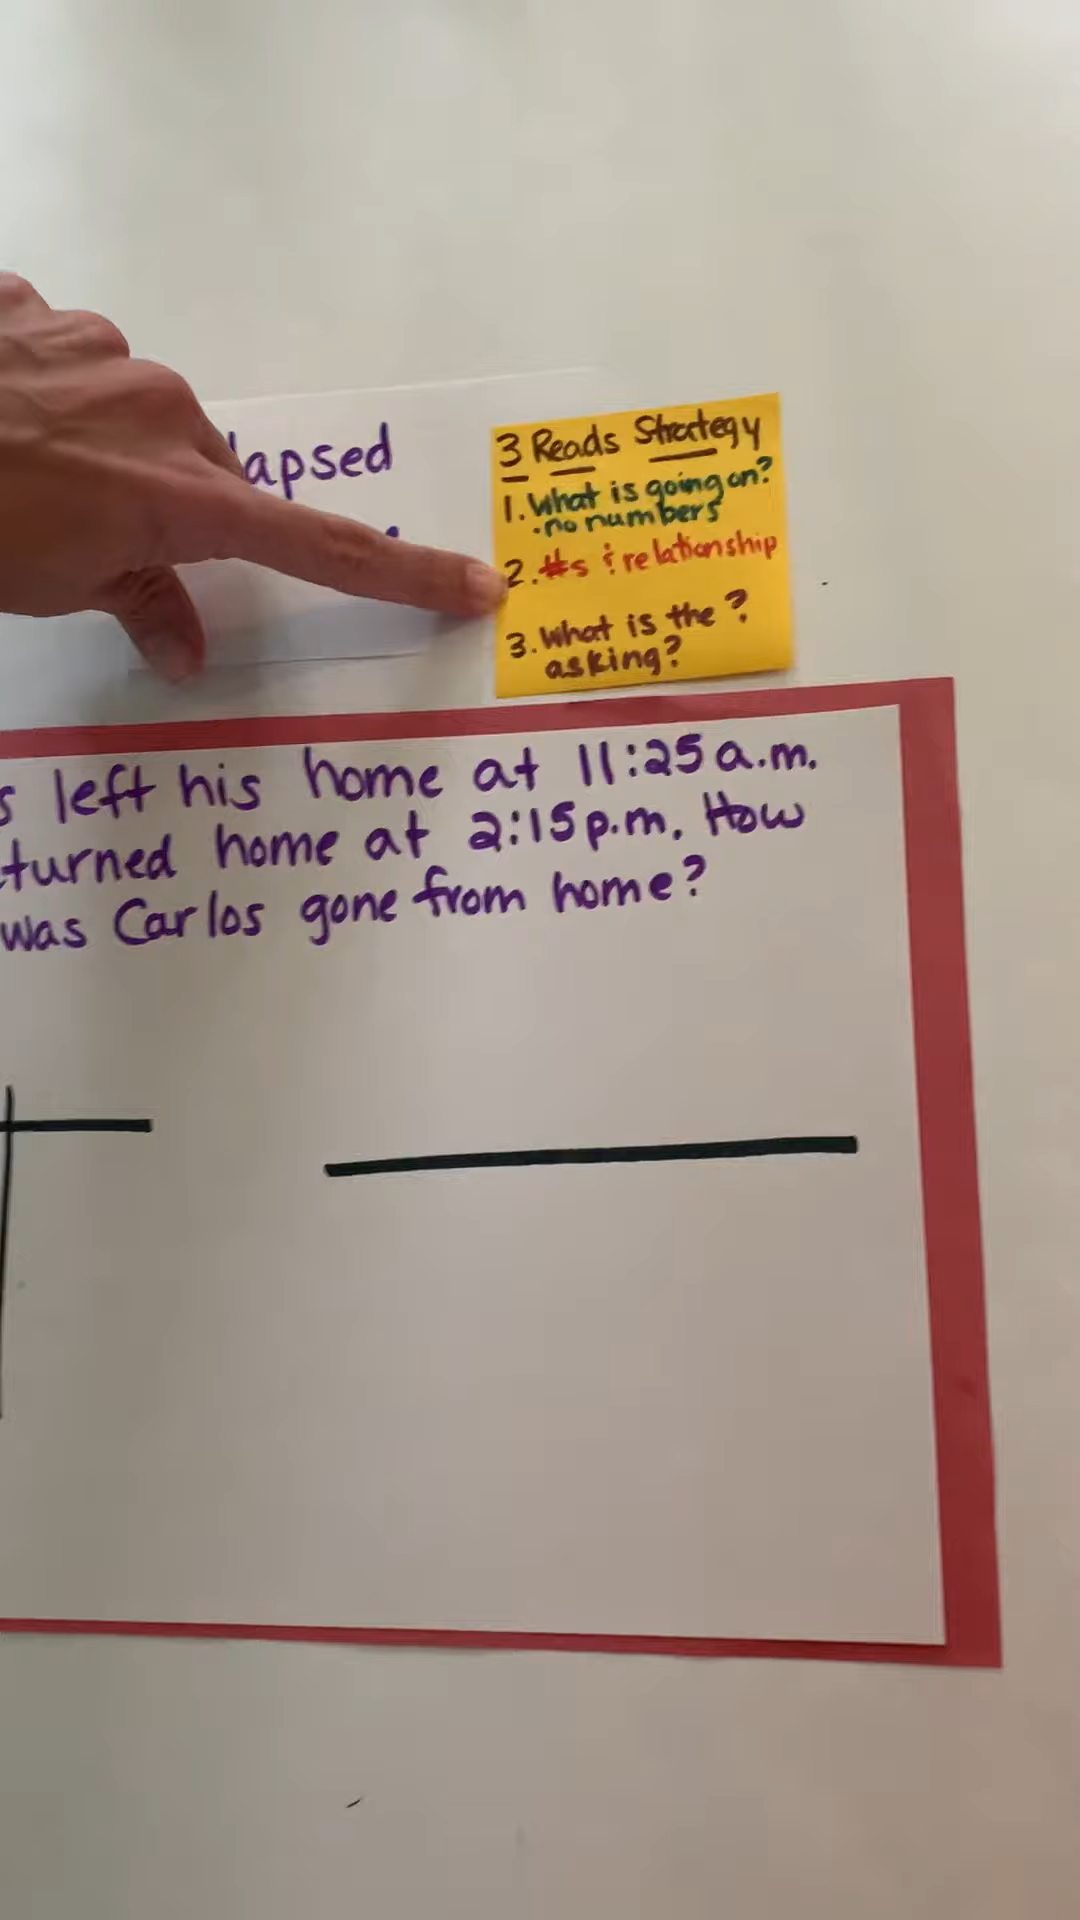 lapsed
3 Reads Strategy
1. What is going on?
• no numbers
2. #s & relationship
3. What is the ?
asking?
s left his home at 11:25 a.m.
turned home at 2:15 p.m. How
was Carlos gone from home?